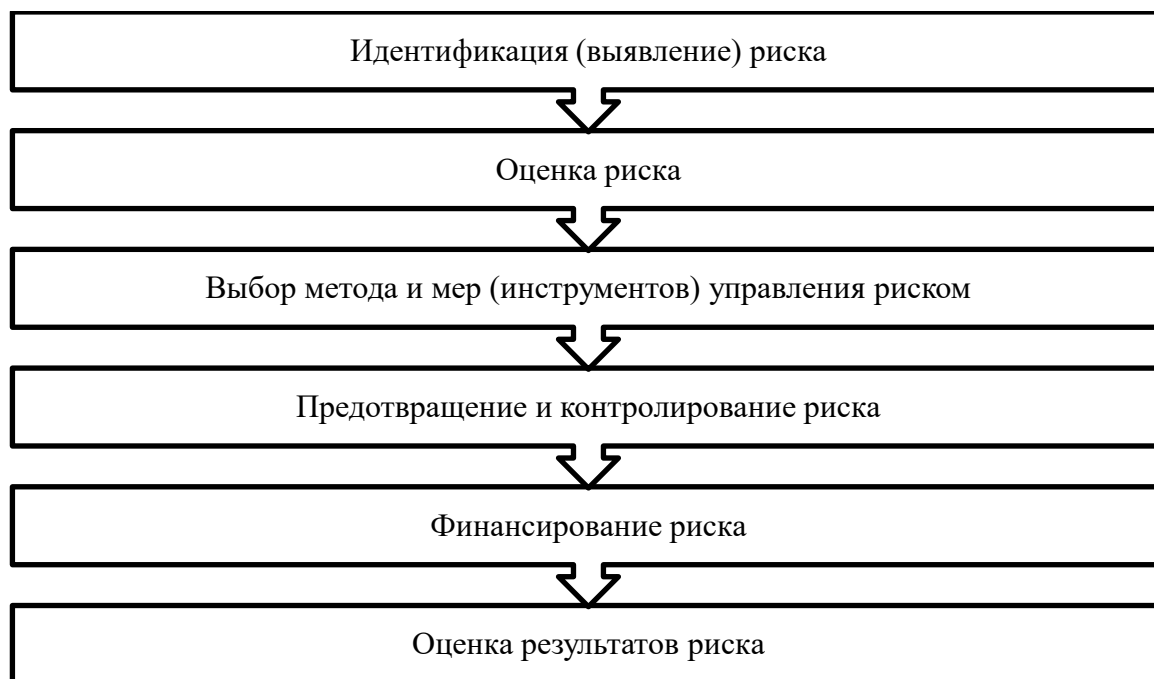 Идентификация (выявление) риска
Оценка риска
Выбор метода и мер (инструментов) управления риском
Предотвращение и контролирование риска
Финансирование риска
Оценка результатов риска